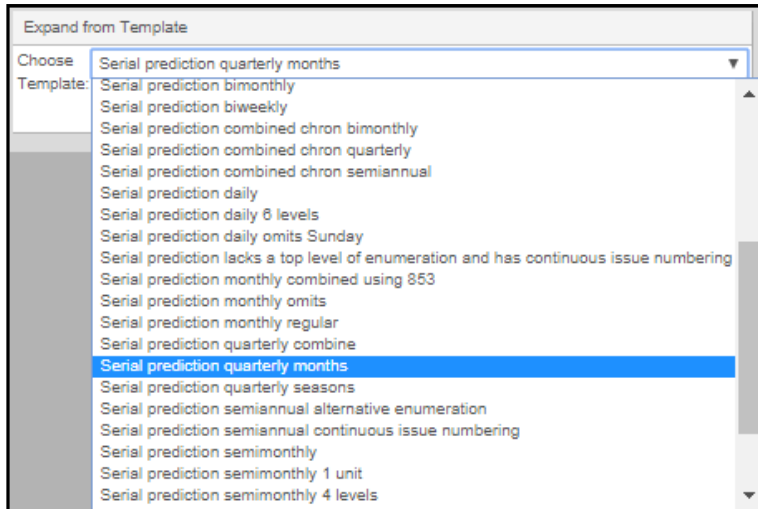 Expand from Template
Choose
Template:
Serial prediction quarterly months
Serial prediction bimonthly
Serial prediction biweekly
Serial prediction combined chron bimonthly
Serial prediction combined chron quarterly
Serial prediction combined chron semiannual
Serial prediction daily
Serial prediction daily 6 levels
Serial prediction daily omits Sunday
Serial prediction lacks a top level of enumeration and has continuous issue numbering
Serial prediction monthly combined using 853
Serial prediction monthly omits
Serial prediction monthly regular
Serial prediction quarterly combine
Serial prediction quarterly months
Serial prediction quarterly seasons
Serial prediction semiannual alternative enumeration
Serial prediction semiannual continuous issue numbering
Serial prediction semimonthly
Serial prediction semimonthly 1 unit
Serial prediction semimonthly 4 levels